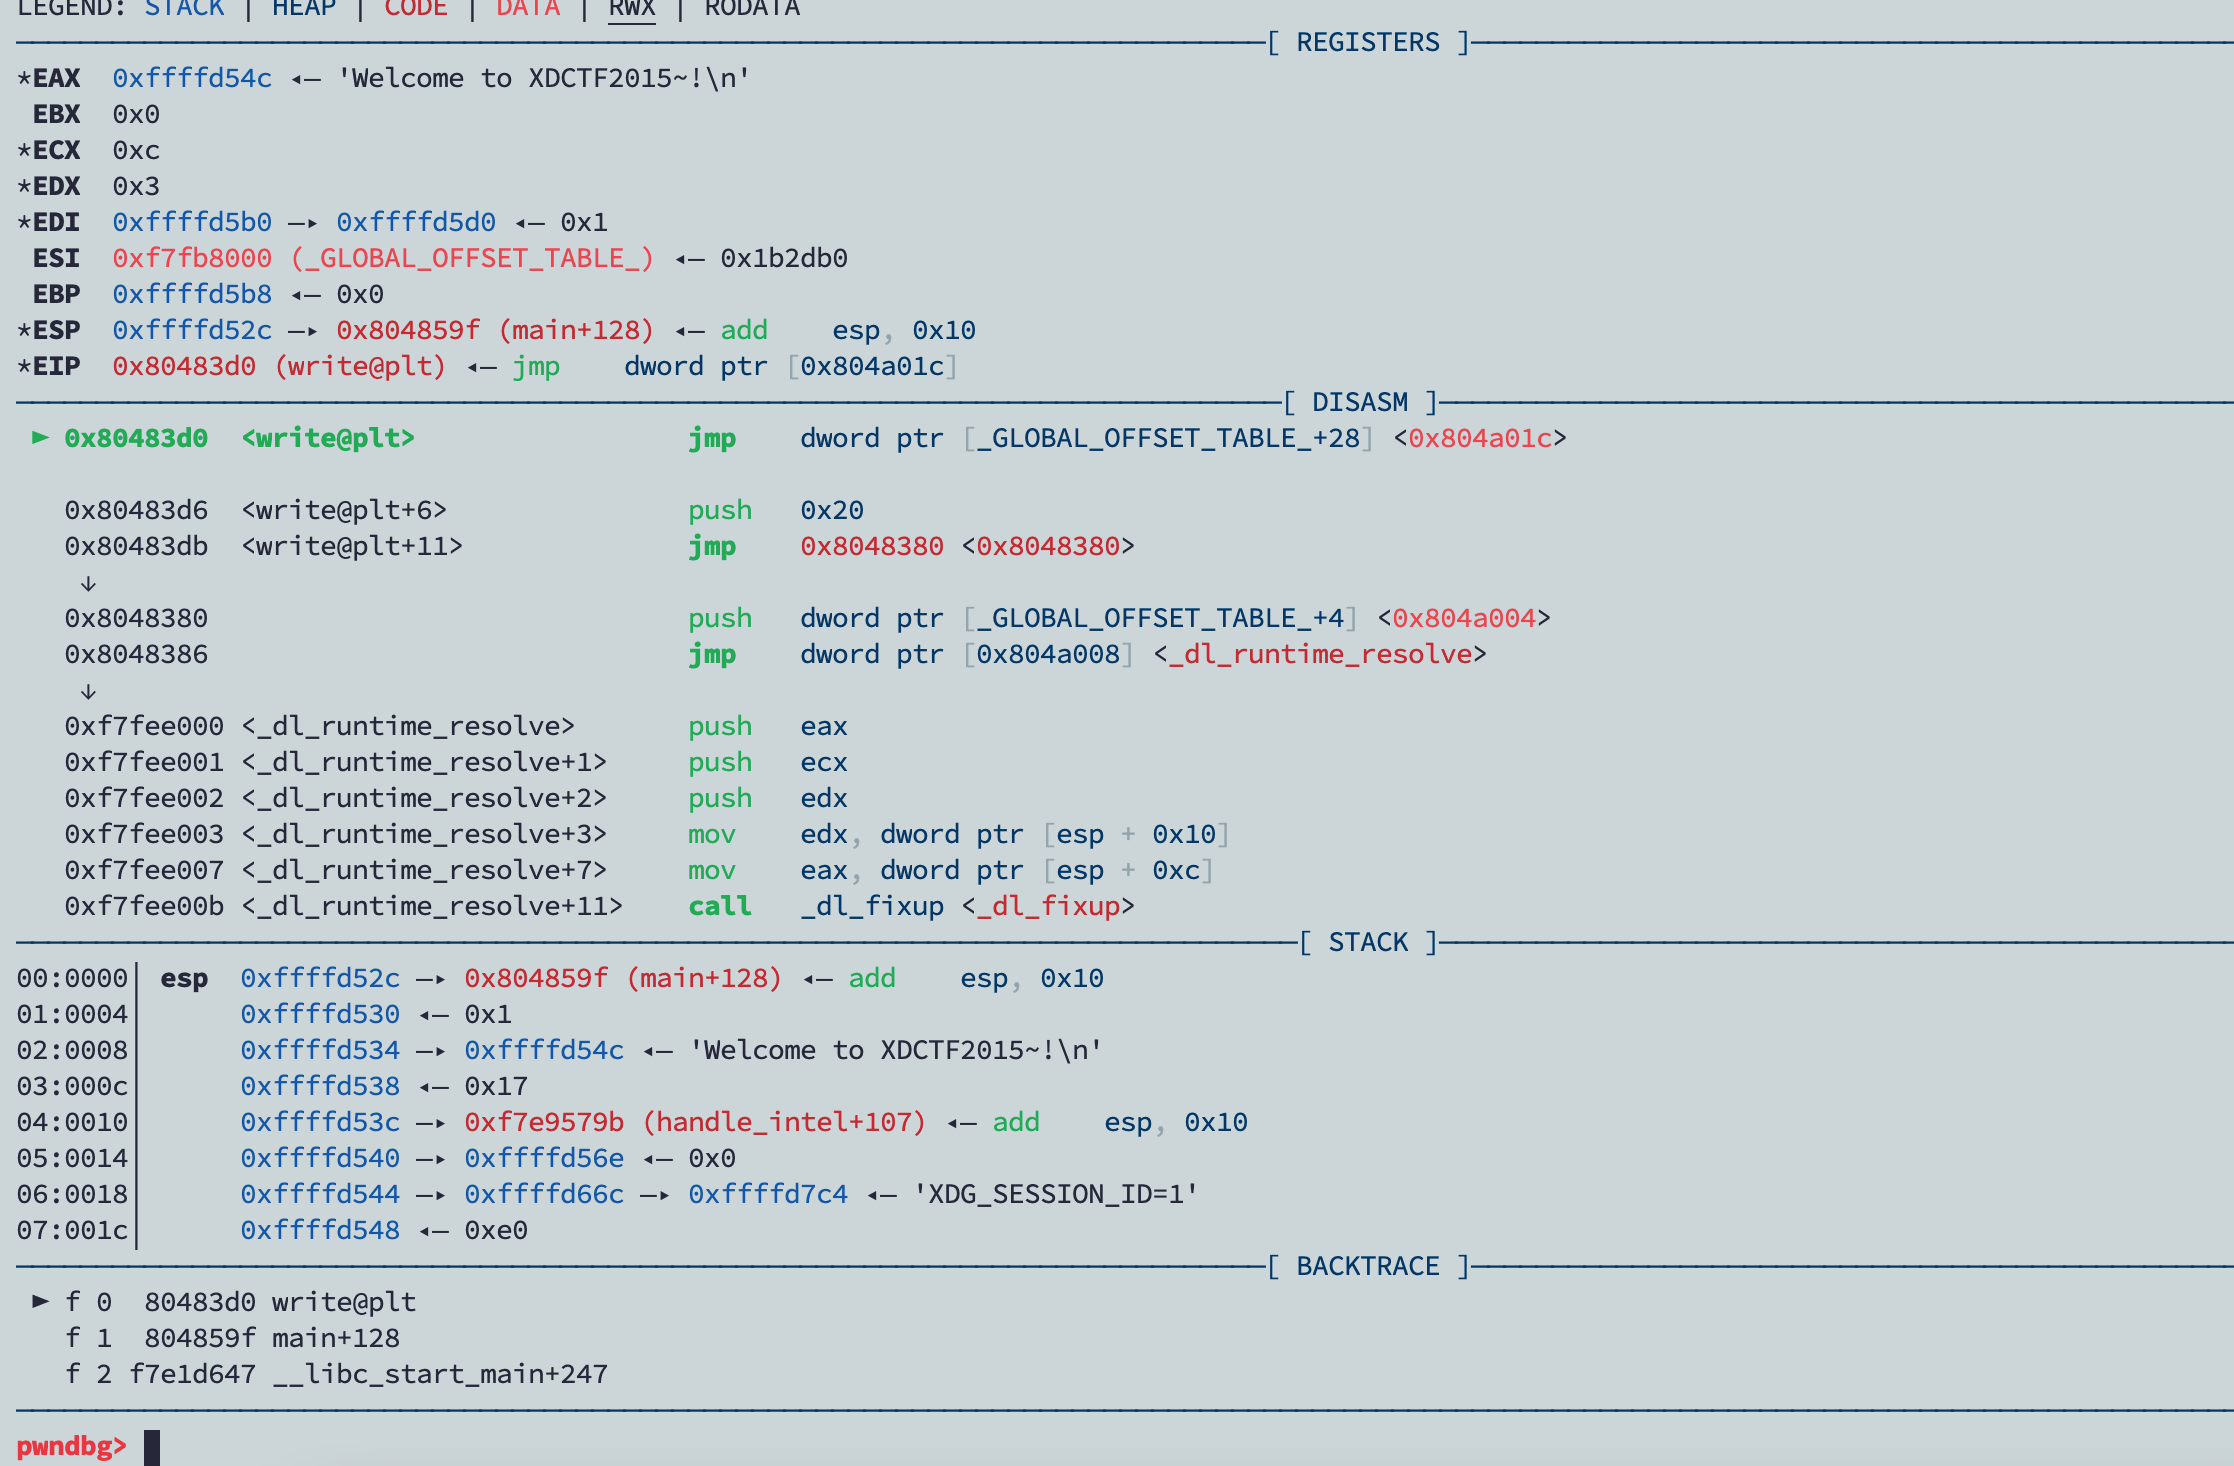 LEGEND: STACK | HEAP | CODE | DATA | RWX | RODATA
[ REGISTERS ]
*EAX  0xffffd54c ◂— 'Welcome to XDCTF2015~!\n'
 EBX  0x0
*ECX  0xc
*EDX  0x3
*EDI  0xffffd5b0 —▸ 0xffffd5d0 ◂— 0x1
 ESI  0xf7fb8000 (_GLOBAL_OFFSET_TABLE_) ◂— 0x1b2db0
 EBP  0xffffd5b8 ◂— 0x0
*ESP  0xffffd52c —▸ 0x804859f (main+128) ◂— add    esp, 0x10
*EIP  0x80483d0 (write@plt) ◂— jmp    dword ptr [0x804a01c]
[ DISASM ]
 ► 0x80483d0  <write@plt>                 jmp    dword ptr [_GLOBAL_OFFSET_TABLE_+28] <0x804a01c>
   0x80483d6  <write@plt+6>               push   0x20
   0x80483db  <write@plt+11>              jmp    0x8048380 <0x8048380>
    ↓
   0x8048380                              push   dword ptr [_GLOBAL_OFFSET_TABLE_+4] <0x804a004>
   0x8048386                              jmp    dword ptr [0x804a008] <_dl_runtime_resolve>
    ↓
   0xf7fee000 <_dl_runtime_resolve>       push   eax
   0xf7fee001 <_dl_runtime_resolve+1>     push   ecx
   0xf7fee002 <_dl_runtime_resolve+2>     push   edx
   0xf7fee003 <_dl_runtime_resolve+3>     mov    edx, dword ptr [esp + 0x10]
   0xf7fee007 <_dl_runtime_resolve+7>     mov    eax, dword ptr [esp + 0xc]
   0xf7fee00b <_dl_runtime_resolve+11>    call   _dl_fixup <_dl_fixup>
[ STACK ]
00:0000│ esp  0xffffd52c —▸ 0x804859f (main+128) ◂— add    esp, 0x10
01:0004│      0xffffd530 ◂— 0x1
02:0008│      0xffffd534 —▸ 0xffffd54c ◂— 'Welcome to XDCTF2015~!\n'
03:000c│      0xffffd538 ◂— 0x17
04:0010│      0xffffd53c —▸ 0xf7e9579b (handle_intel+107) ◂— add    esp, 0x10
05:0014│      0xffffd540 —▸ 0xffffd56e ◂— 0x0
06:0018│      0xffffd544 —▸ 0xffffd66c —▸ 0xffffd7c4 ◂— 'XDG_SESSION_ID=1'
07:001c│      0xffffd548 ◂— 0xe0
[ BACKTRACE ]
 ► f 0  80483d0 write@plt
   f 1  804859f main+128
   f 2 f7e1d647 __libc_start_main+247
pwndbg>